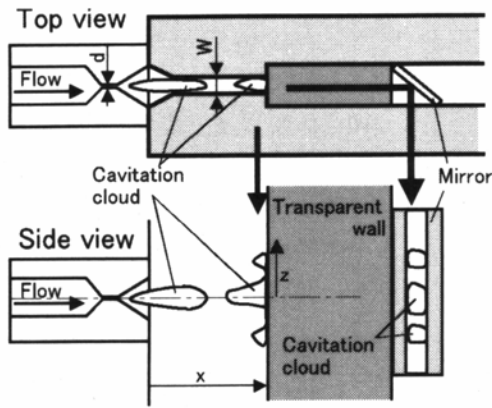 Top view
d
W
Flow
Cavitation
cloud
Mirror
Transparent
wall
Side view
z
Flow
Cavitation
cloud
x